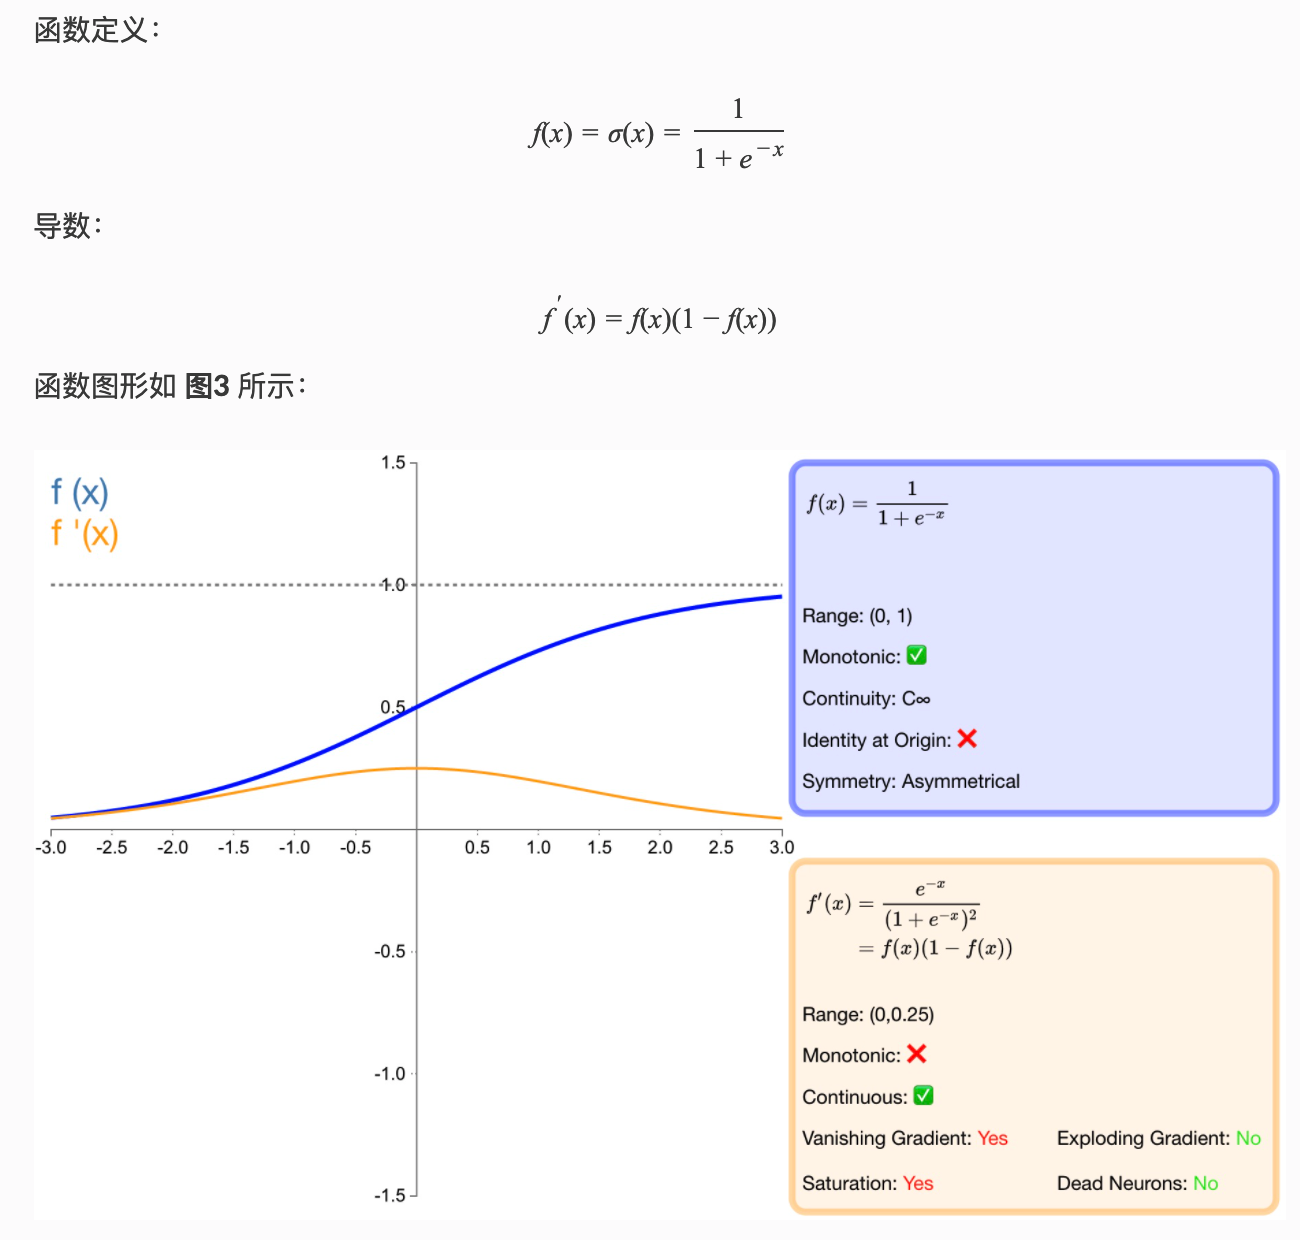 函数定义：
f(x) = σ(x) = 1 / (1 + e^{-x})
导数：
f'(x) = f(x)(1 − f(x))
函数图形如 图3 所示：
f (x)
f '(x)
1.5
1.0
0.5
-3.0 -2.5 -2.0 -1.5 -1.0 -0.5 0.5 1.0 1.5 2.0 2.5 3.0
-0.5
-1.0
-1.5
f(x) = 1 / (1 + e^{-x})
Range: (0, 1)
Monotonic: ✅
Continuity: C∞
Identity at Origin: ❌
Symmetry: Asymmetrical
f'(x) = e^{-x} / (1 + e^{-x})^2
= f(x)(1 − f(x))
Range: (0,0.25)
Monotonic: ❌
Continuous: ✅
Vanishing Gradient: Yes Exploding Gradient: No
Saturation: Yes Dead Neurons: No